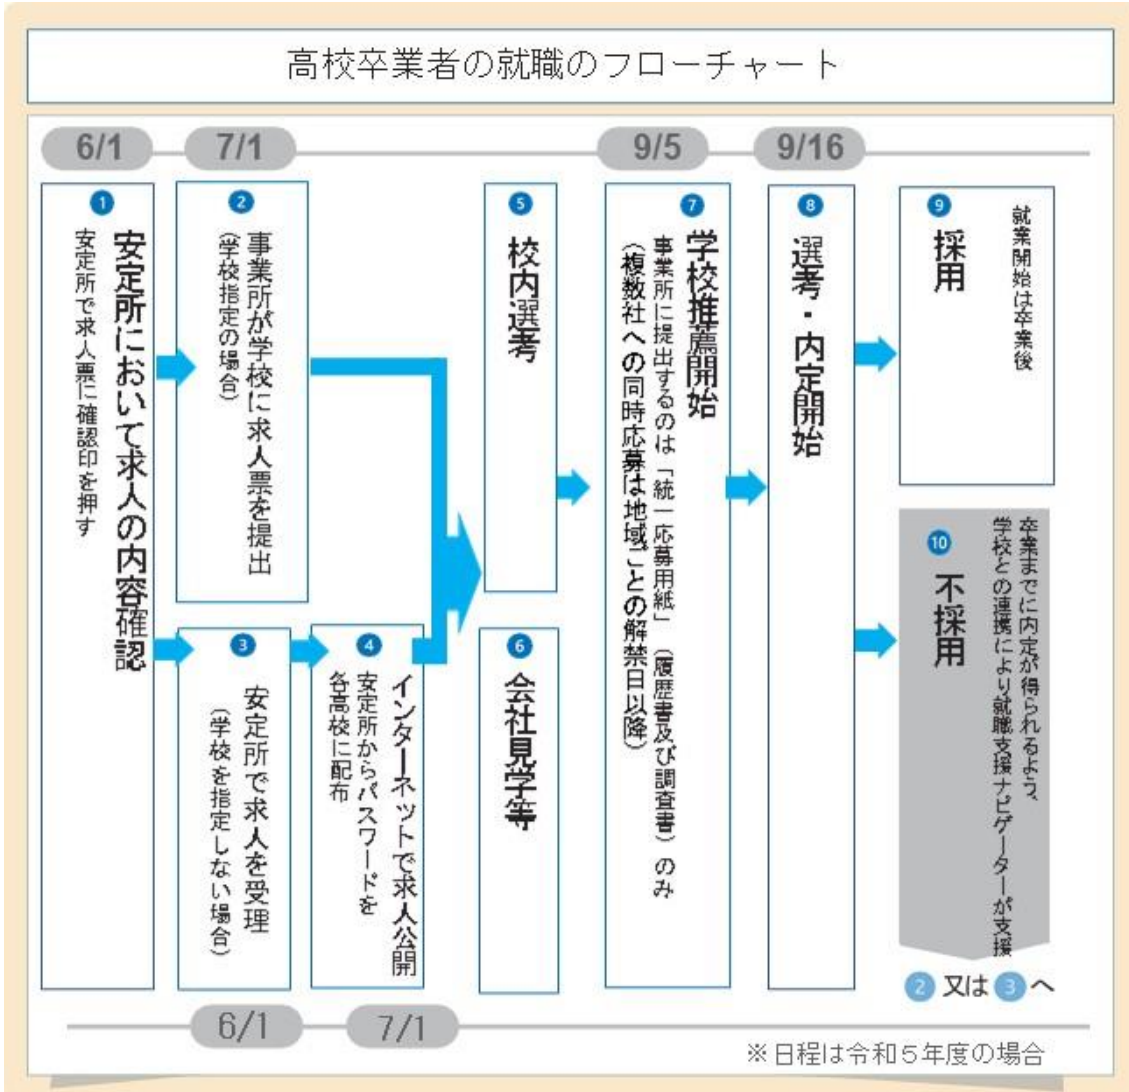 高校卒業者の就職のフローチャート
6/1
7/1
9/5
9/16
1
安定所において求人の内容確認
安定所で求人票に確認印を押す
2
事業所が学校に求人票を提出
(学校指定の場合)
3
安定所で求人を受理
(学校を指定しない場合)
4
インターネットで求人公開
安定所からパスワードを
各高校に配布
5
校内選考
6
会社見学等
7
学校推薦開始
事業所に提出するのは「統一応募用紙」(履歴書及び調査書)のみ
(複数社への同時応募は地域ごとの解禁日以降)
8
選考・内定開始
9
採用
就業開始は卒業後
10
不採用
卒業までに内定が得られるよう、
学校との連携により就職支援ナビゲーターが支援
2 又は 3 へ
6/1
7/1
※日程は令和5年度の場合